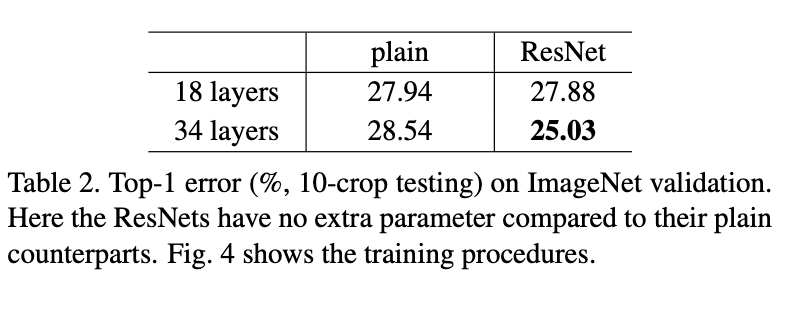 plain ResNet
18 layers 27.94 27.88
34 layers 28.54 25.03
Table 2. Top-1 error (%, 10-crop testing) on ImageNet validation.
Here the ResNets have no extra parameter compared to their plain
counterparts. Fig. 4 shows the training procedures.